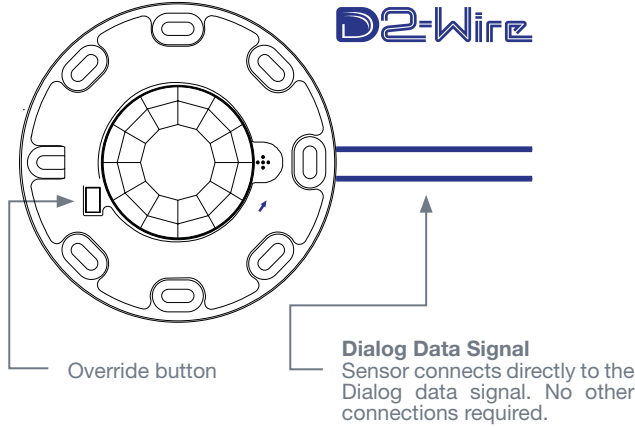 D2-Wire
Override button
Dialog Data Signal
Sensor connects directly to the
Dialog data signal. No other
connections required.